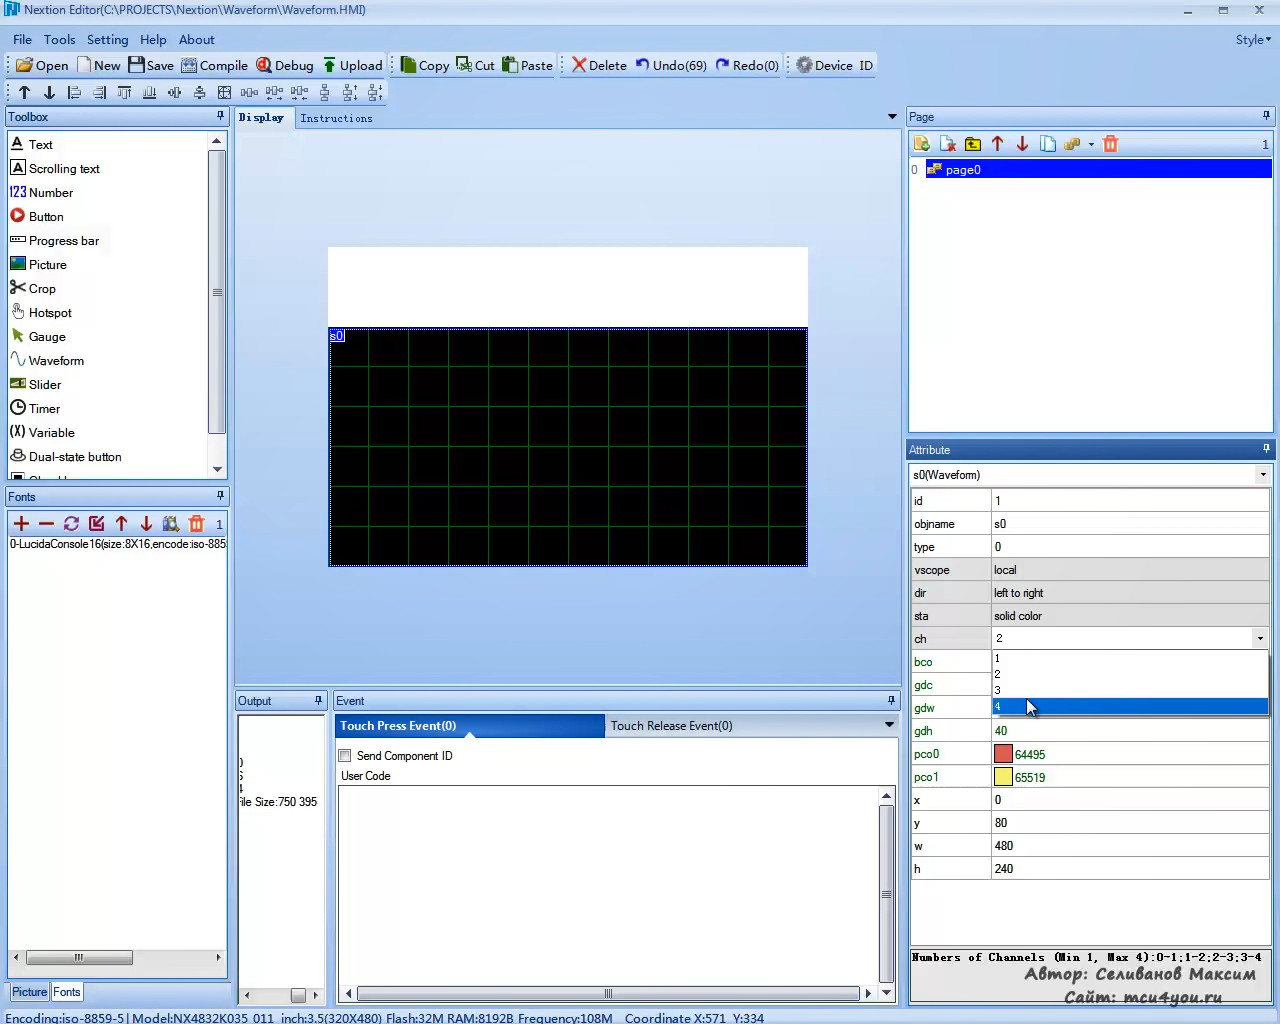 Nextion Editor(C:\PROJECTS\Nextion\Waveform\Waveform.HMI)
File Tools Setting Help About Style
Open New Save Compile Debug Upload Copy Cut Paste Delete Undo(69) Redo(0) Device ID
Toolbox
Text
Scrolling text
123 Number
Button
Progress bar
Picture
Crop
Hotspot
Gauge
Waveform
Slider
Timer
(X) Variable
Dual-state button
Fonts
1
0-LucidaConsole16(size:8X16,encode:iso-885
Picture Fonts
Display Instructions
s0
Output
File Size:750 395
Event
Touch Press Event(0) Touch Release Event(0)
Send Component ID
User Code
Page
1
0 page0
Attribute
s0(Waveform)
id 1
objname s0
type 0
vscope local
dir left to right
sta solid color
ch 2
1
2
3
4
bco
gdc
gdw
gdh 40
pco0 64495
pco1 65519
x 0
y 80
w 480
h 240
Numbers of Channels (Min 1, Max 4):0-1;1-2;2-3;3-4
Автор: Селиванов Максим
Сайт: mcu4you.ru
Encoding:iso-8859-5 Model:NX4832K035_011 inch:3.5(320X480) Flash:32M RAM:8192B Frequency:108M Coordinate X:571 Y:334